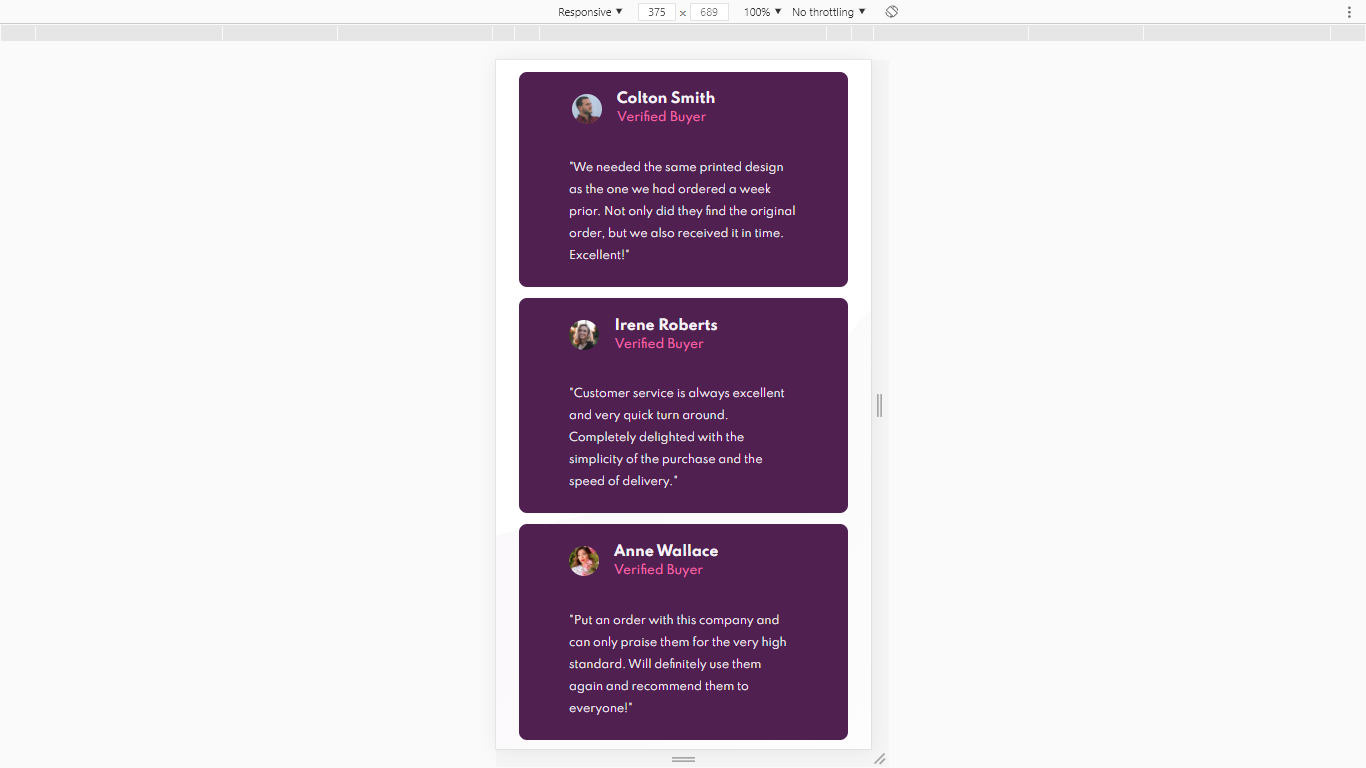 Responsive ▼ 375 × 689 100% ▼ No throttling ▼
Colton Smith
Verified Buyer
"We needed the same printed design
as the one we had ordered a week
prior. Not only did they find the original
order, but we also received it in time.
Excellent!"
Irene Roberts
Verified Buyer
"Customer service is always excellent
and very quick turn around.
Completely delighted with the
simplicity of the purchase and the
speed of delivery."
Anne Wallace
Verified Buyer
"Put an order with this company and
can only praise them for the very high
standard. Will definitely use them
again and recommend them to
everyone!"